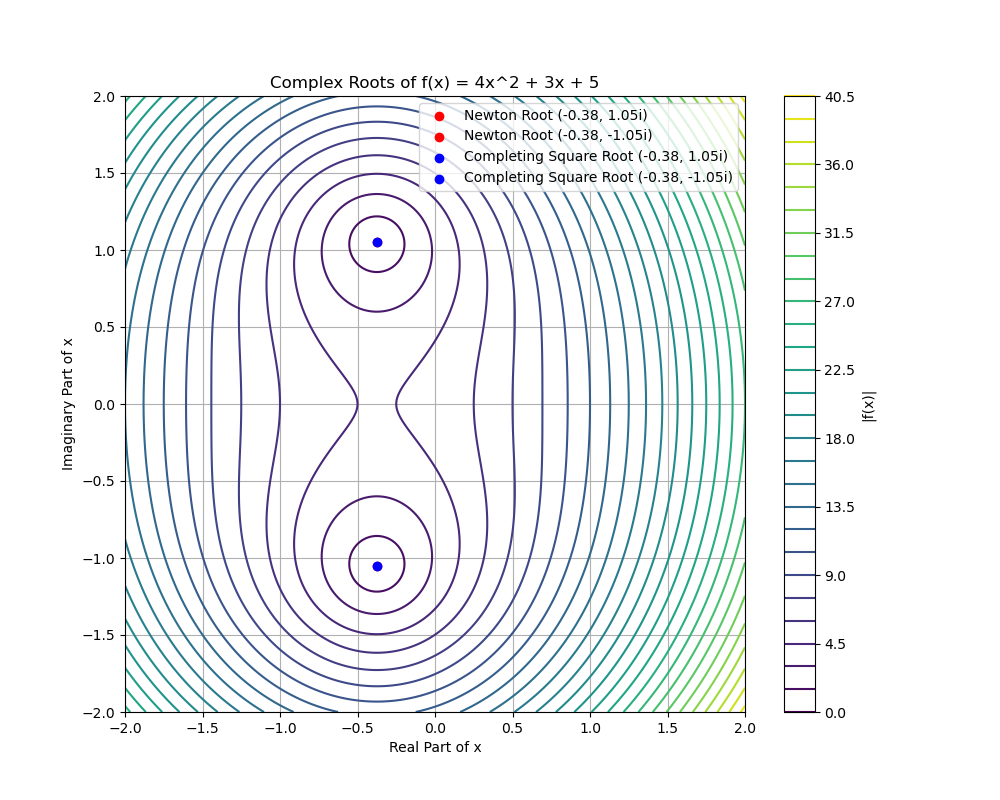 Complex Roots of f(x) = 4x^2 + 3x + 5
Newton Root (-0.38, 1.05i)
Newton Root (-0.38, -1.05i)
Completing Square Root (-0.38, 1.05i)
Completing Square Root (-0.38, -1.05i)
2.0
1.5
1.0
0.5
0.0
−0.5
−1.0
−1.5
−2.0
Imaginary Part of x
−2.0 −1.5 −1.0 −0.5 0.0 0.5 1.0 1.5 2.0
Real Part of x
40.5
36.0
31.5
27.0
22.5
18.0
13.5
9.0
4.5
0.0
|f(x)|